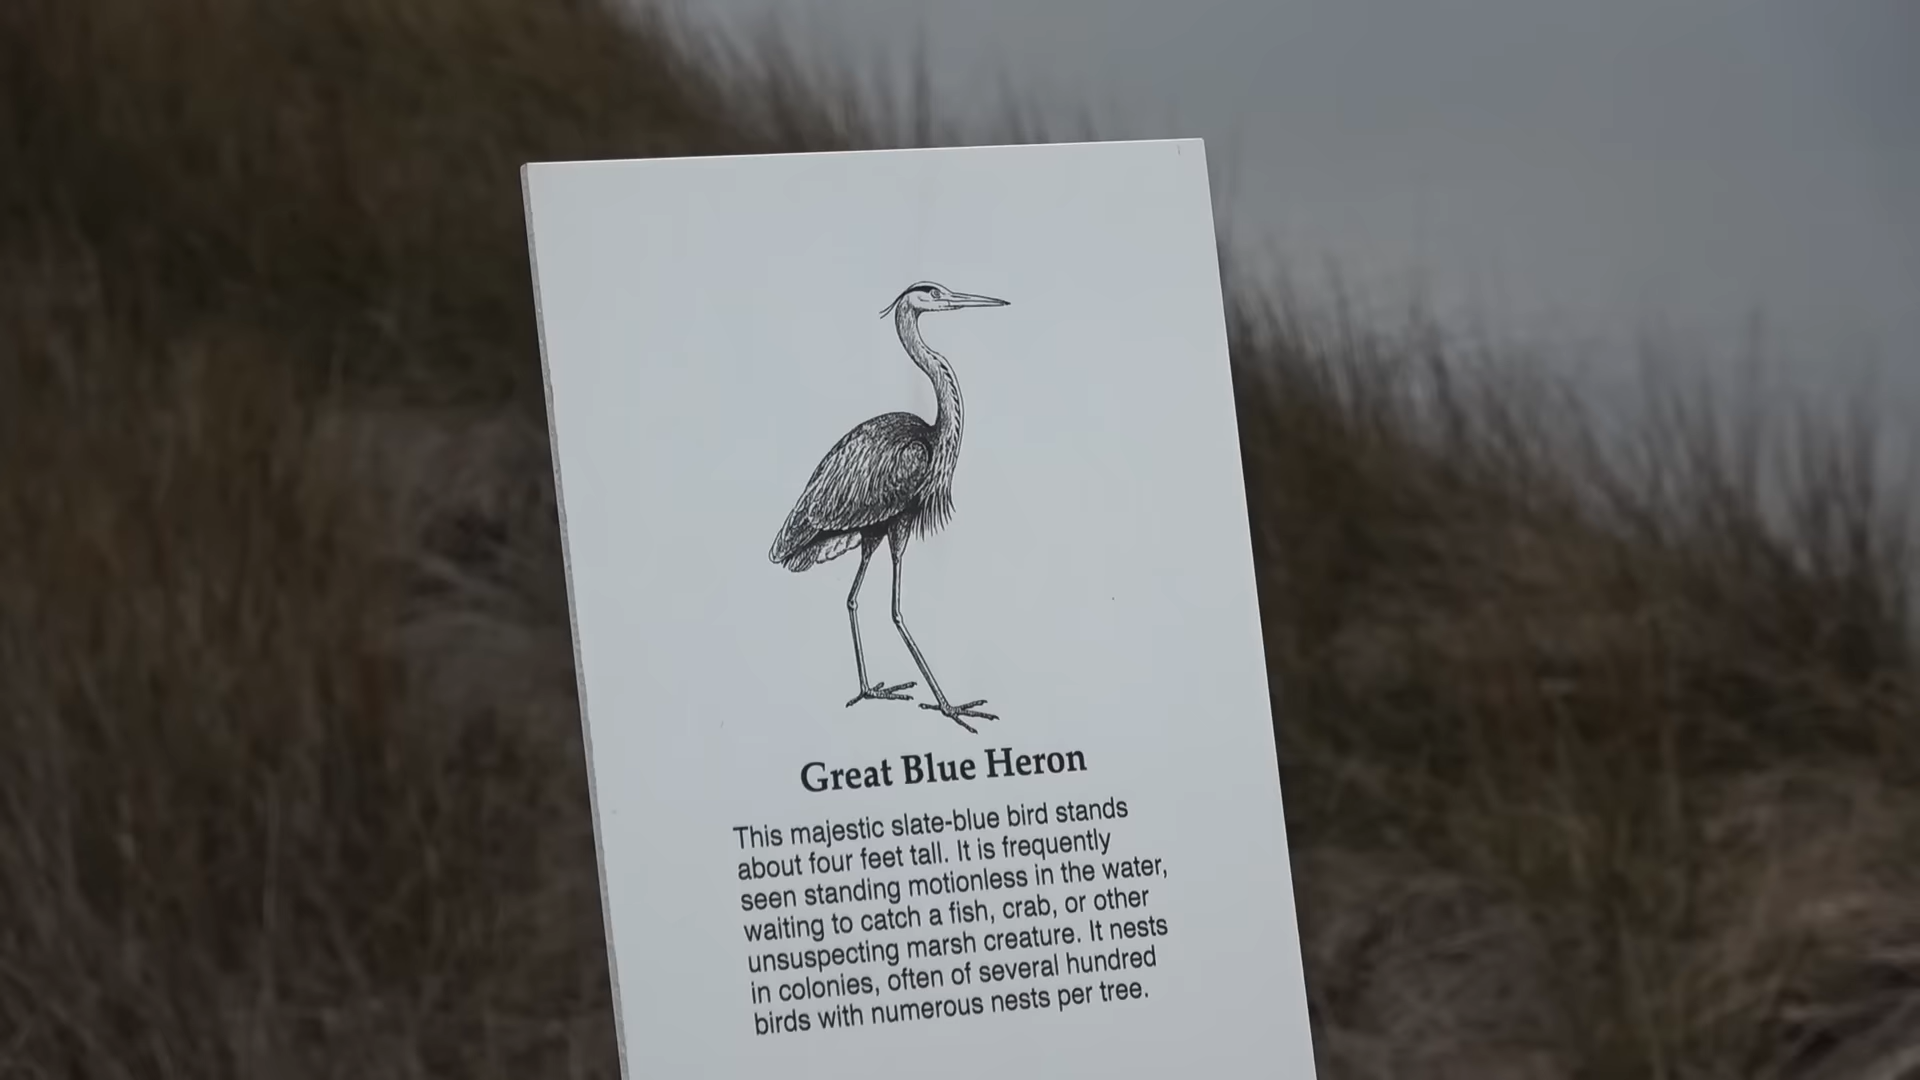 Great Blue Heron
This majestic slate-blue bird stands
about four feet tall. It is frequently
seen standing motionless in the water,
waiting to catch a fish, crab, or other
unsuspecting marsh creature. It nests
in colonies, often of several hundred
birds with numerous nests per tree.